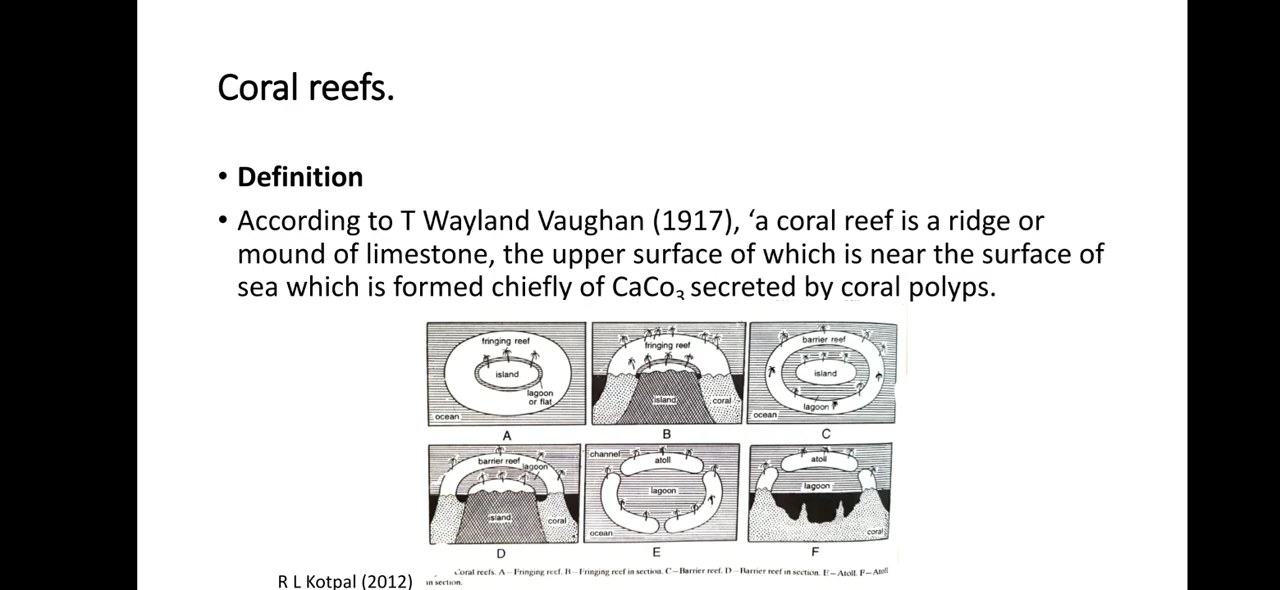 Coral reefs.
• Definition
• According to T Wayland Vaughan (1917), ‘a coral reef is a ridge or
mound of limestone, the upper surface of which is near the surface of
sea which is formed chiefly of CaCo₃ secreted by coral polyps.
fringing reef
island
lagoon
or flat
ocean
A
fringing reef
island
coral
B
barrier reef
island
lagoon
ocean
C
barrier reef
lagoon
island
coral
D
channel
atoll
lagoon
ocean
E
atoll
lagoon
coral
F
Coral reefs. A—Fringing reef. B—Fringing reef in section. C—Barrier reef. D—Barrier reef in section. E—Atoll. F—Atoll
in section.
R L Kotpal (2012)